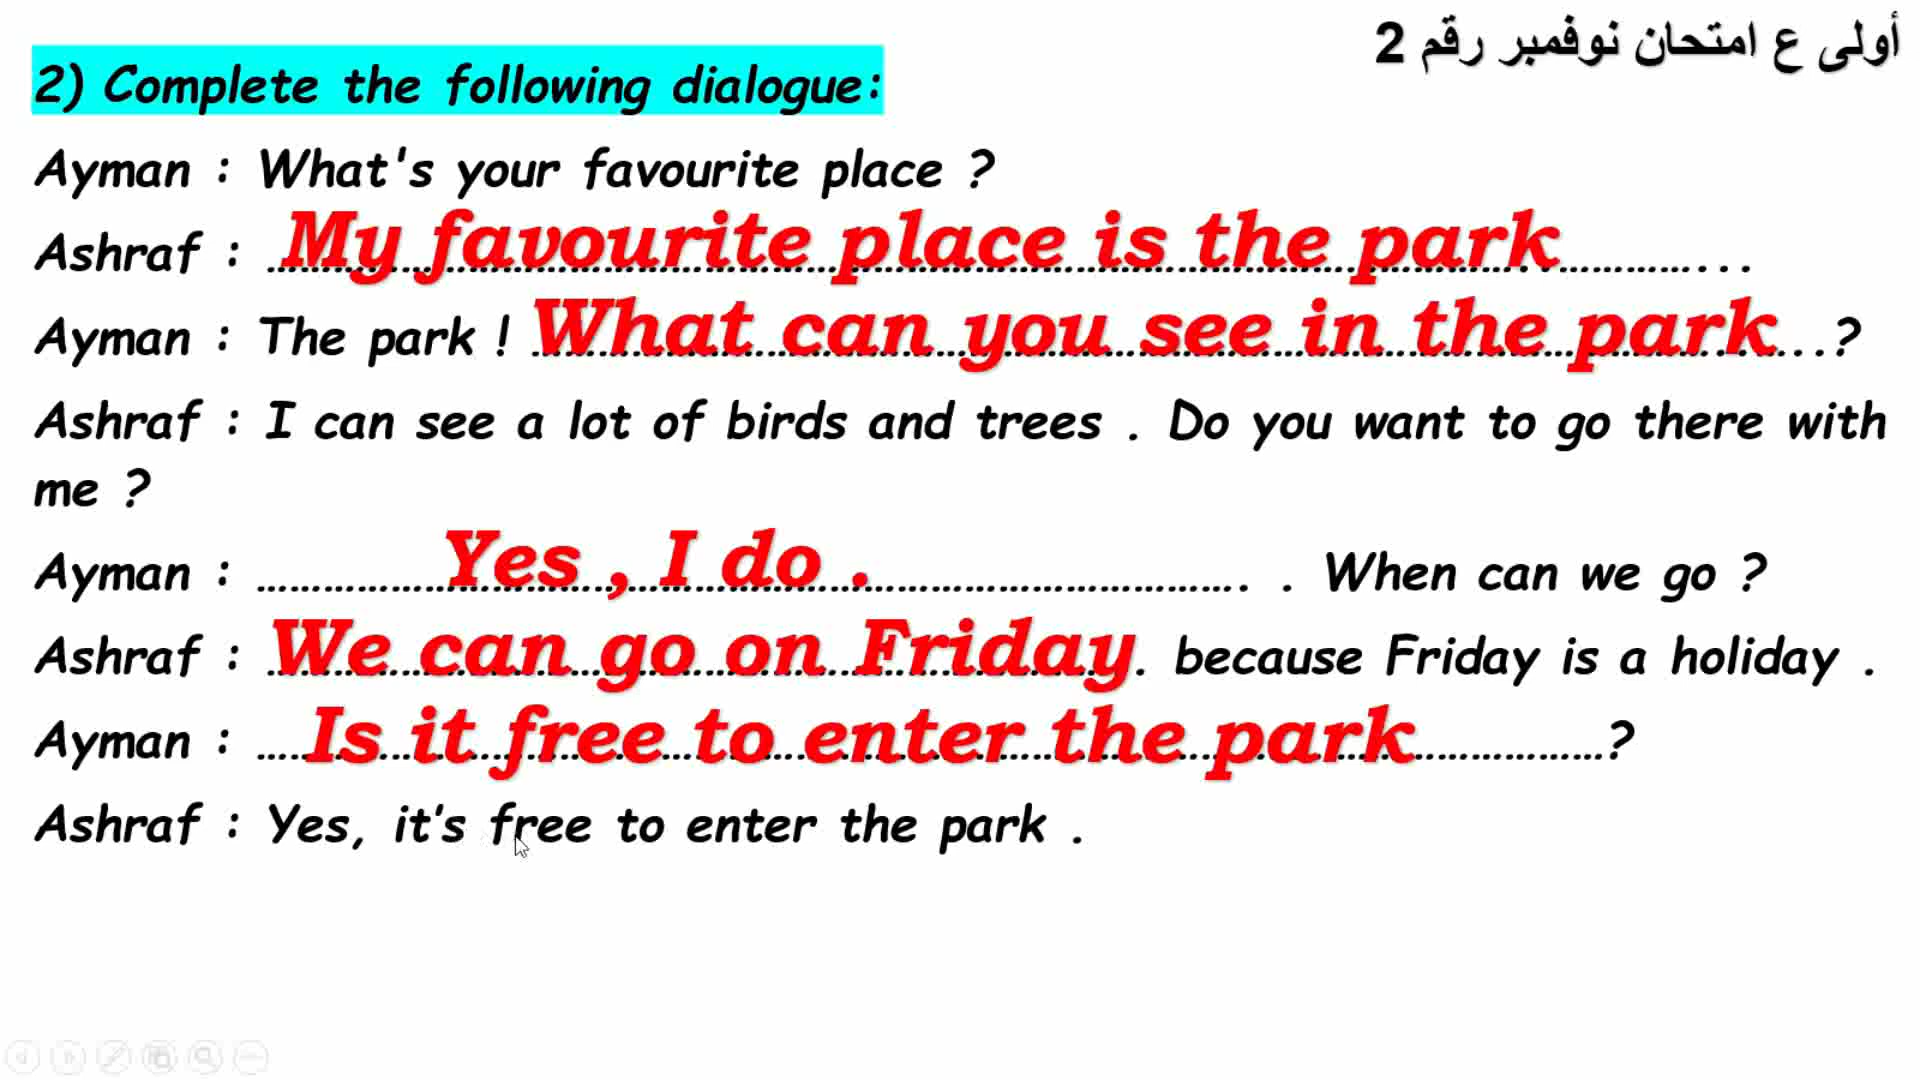 أولى ع امتحان نوفمبر رقم 2
2) Complete the following dialogue:
Ayman : What's your favourite place ?
Ashraf : My favourite place is the park ...
Ayman : The park ! What can you see in the park ...?
Ashraf : I can see a lot of birds and trees . Do you want to go there with
me ?
Ayman : ........ Yes , I do . ........ . When can we go ?
Ashraf : We can go on Friday. because Friday is a holiday .
Ayman : ... Is it free to enter the park ........?
Ashraf : Yes, it's free to enter the park .